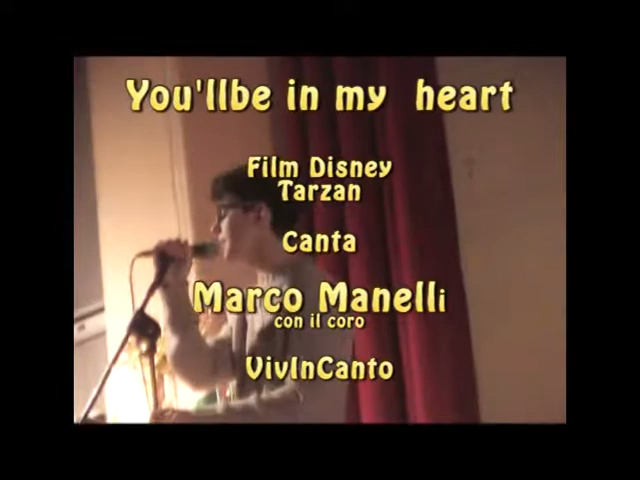 You'llbe in my heart
Film Disney
Tarzan
Canta
Marco Manelli
con il coro
VivInCanto